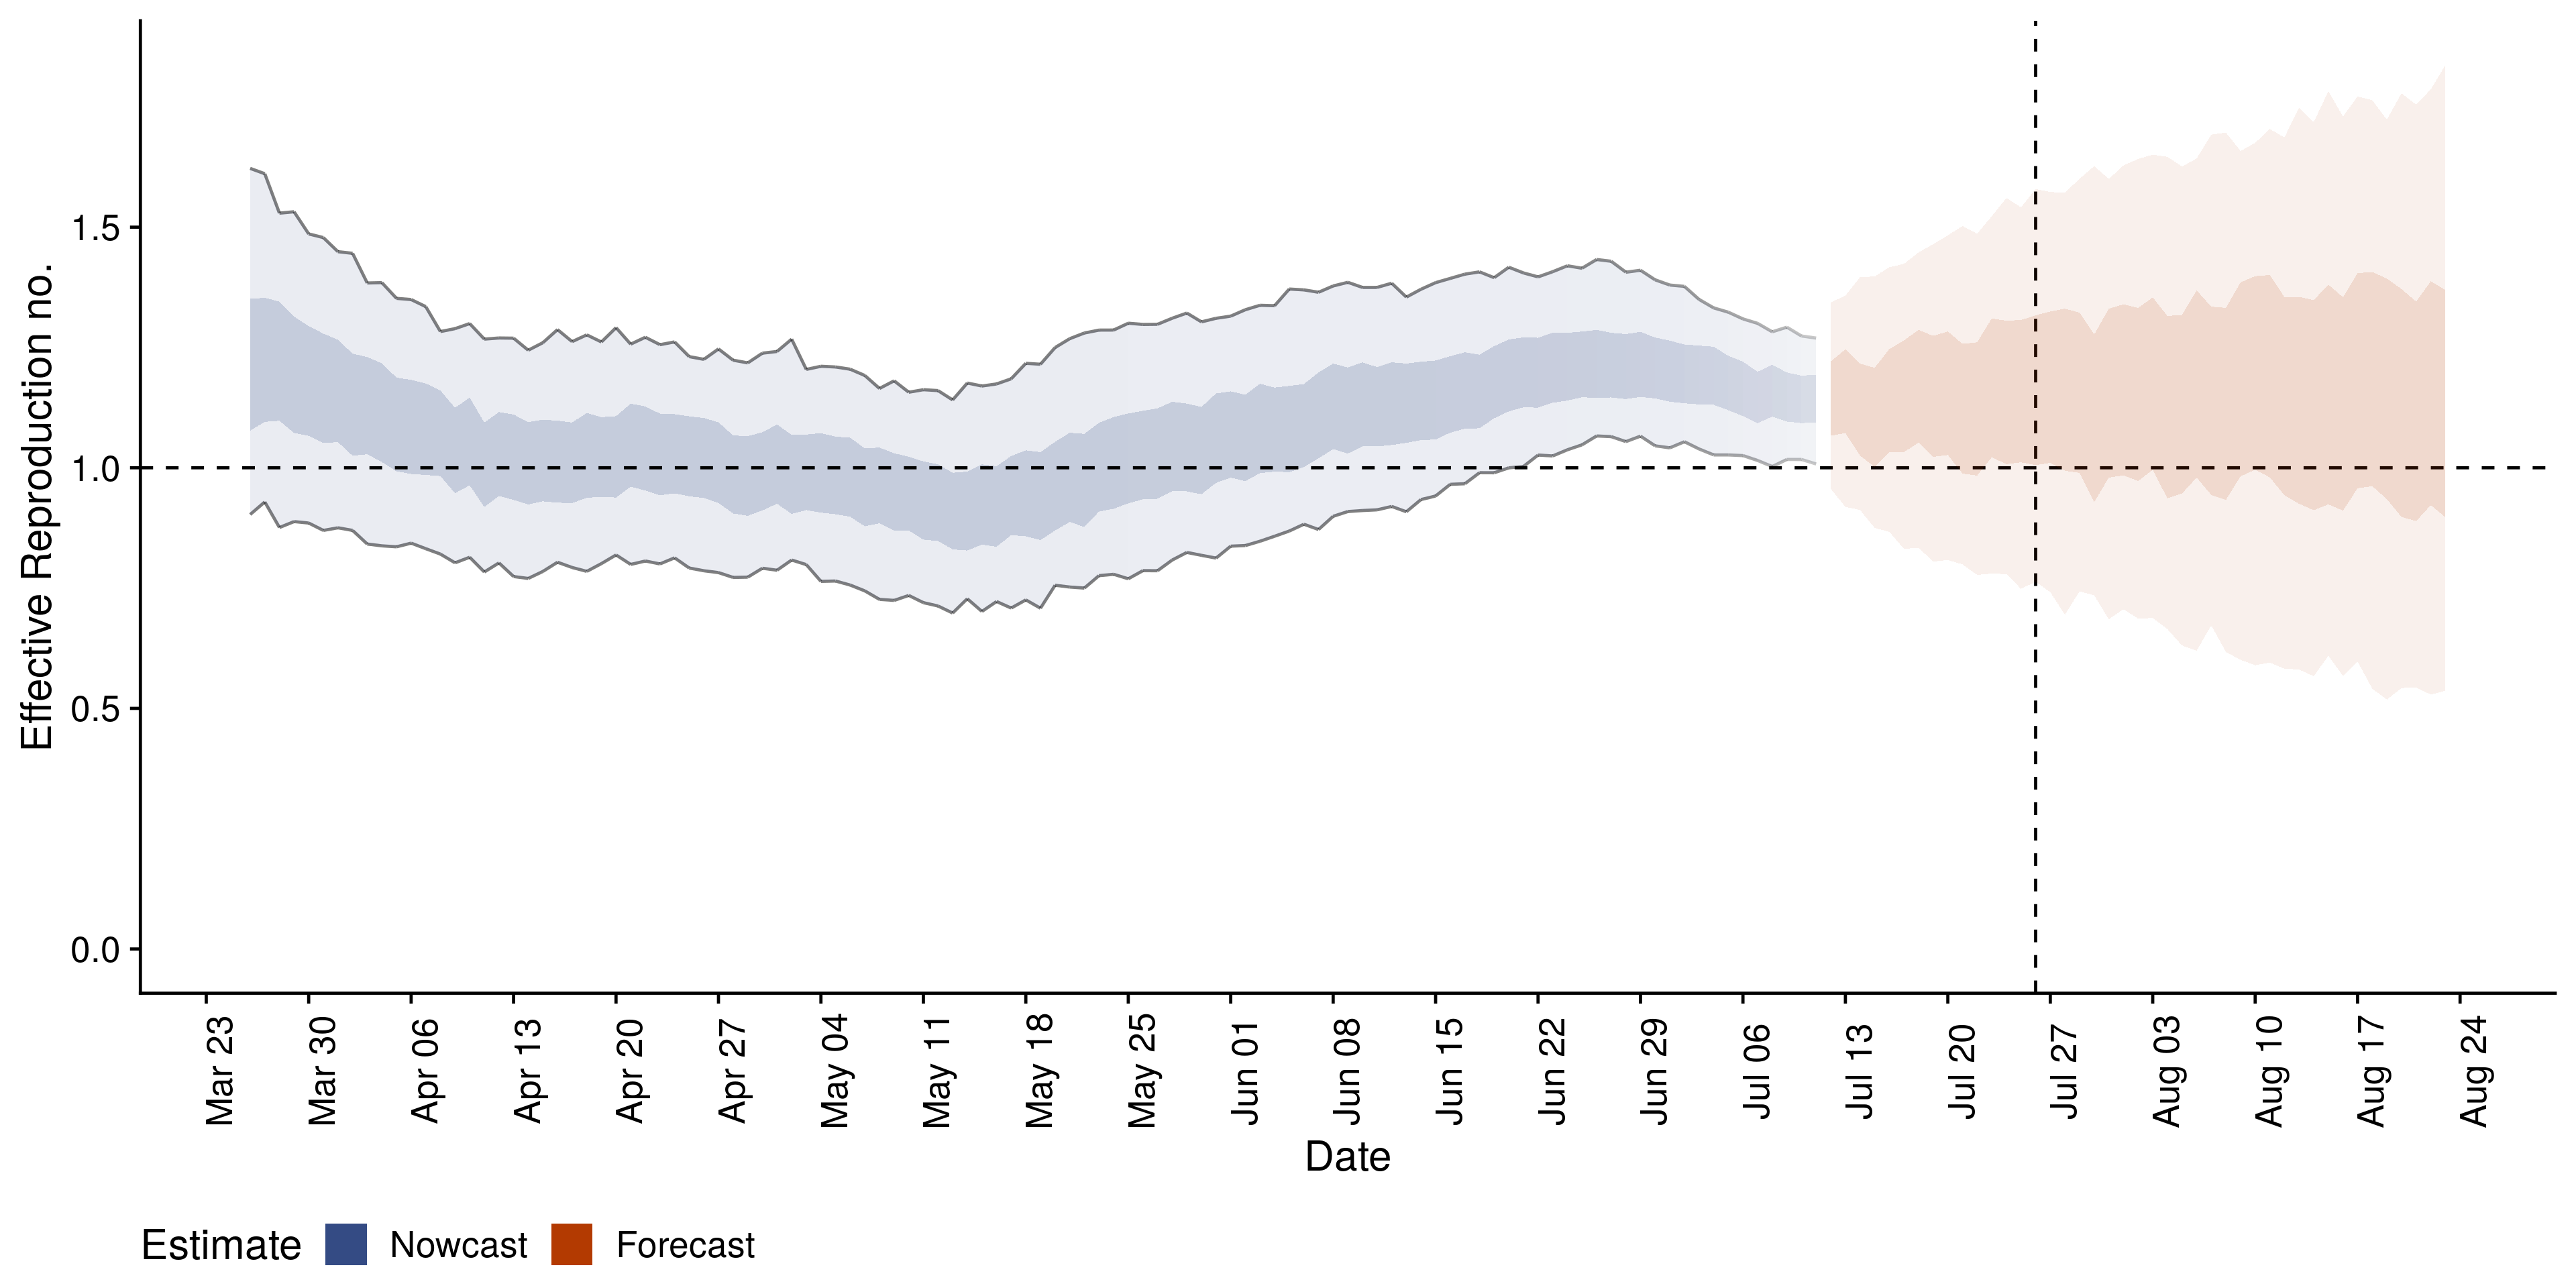 Effective Reproduction no.
1.5
1.0
0.5
0.0
Mar 23
Mar 30
Apr 06
Apr 13
Apr 20
Apr 27
May 04
May 11
May 18
May 25
Jun 01
Jun 08
Jun 15
Jun 22
Jun 29
Jul 06
Jul 13
Jul 20
Jul 27
Aug 03
Aug 10
Aug 17
Aug 24
Date
Estimate Nowcast Forecast